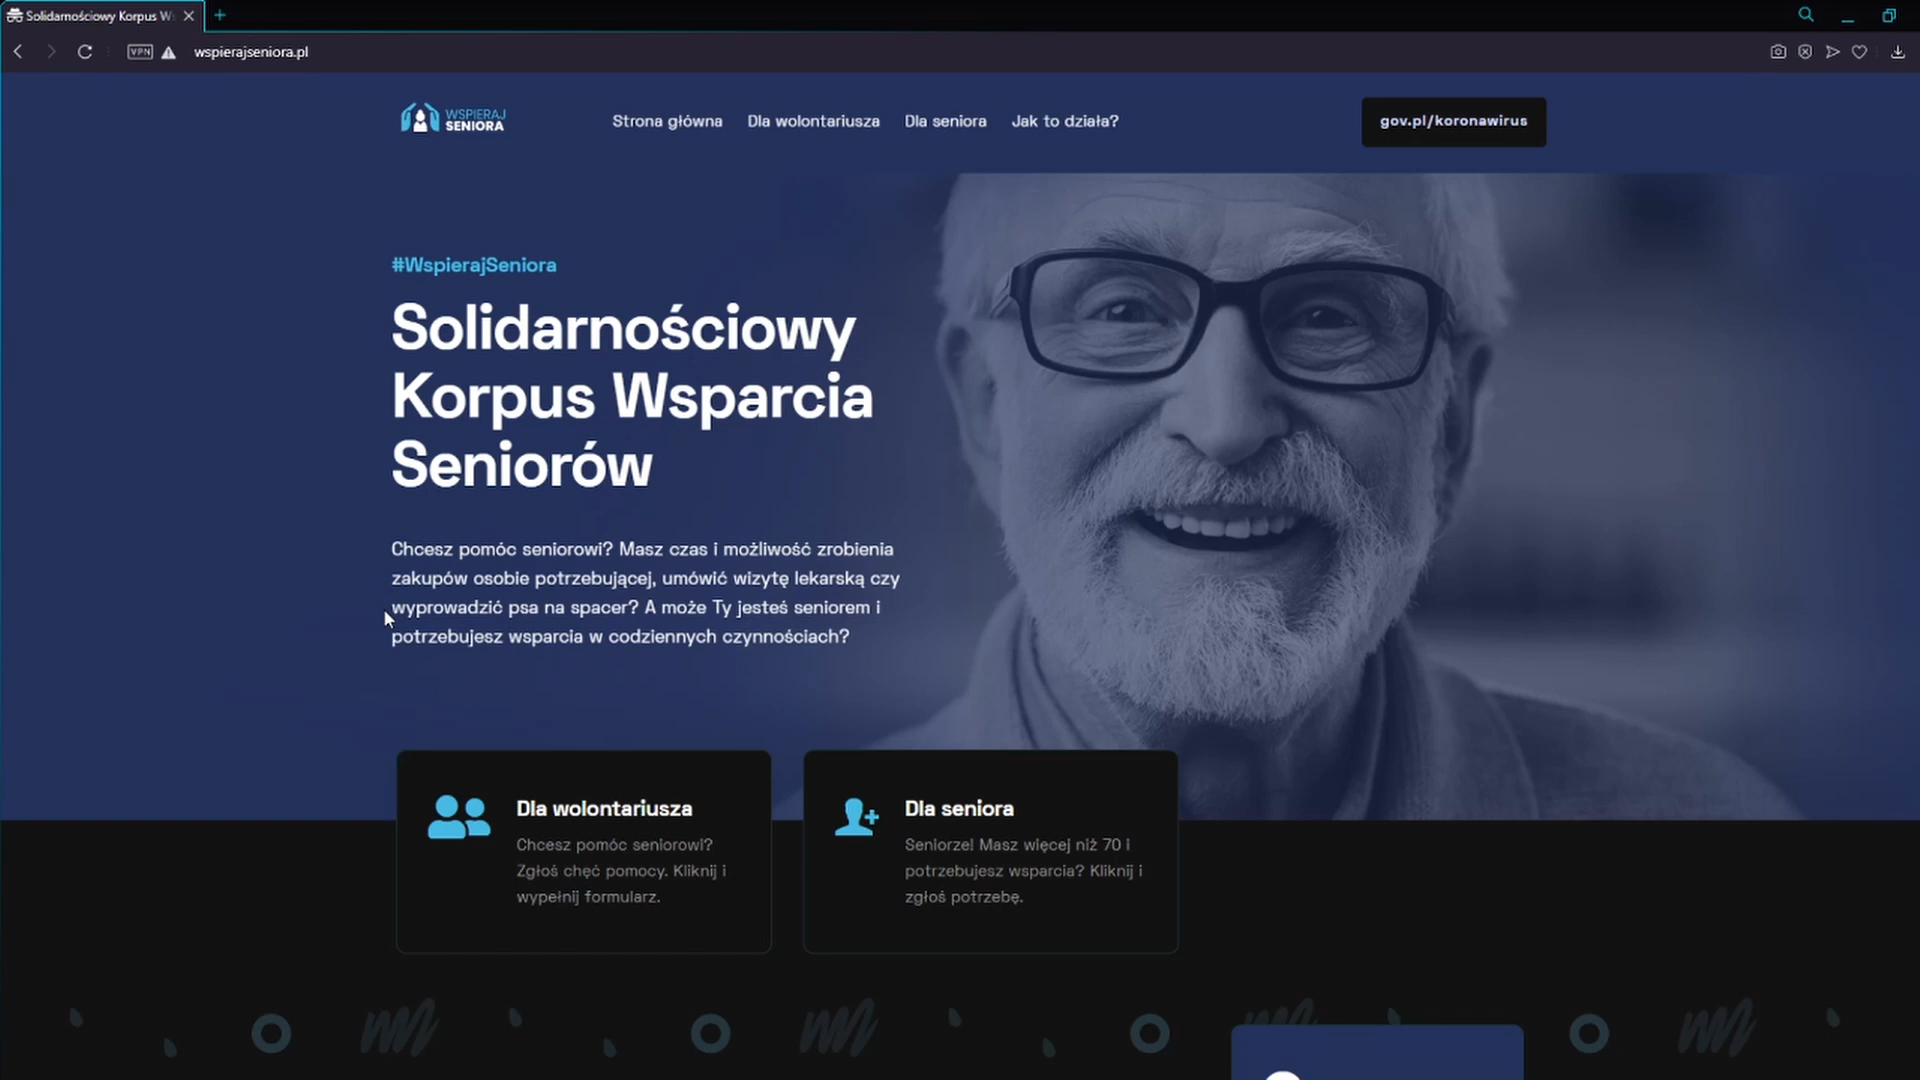 Solidarnościowy Korpus W
VPN
wspierajseniora.pl
WSPIERAJ
SENIORA
Strona główna
Dla wolontariusza
Dla seniora
Jak to działa?
gov.pl/koronawirus
#WspierajSeniora
Solidarnościowy
Korpus Wsparcia
Seniorów
Chcesz pomóc seniorowi? Masz czas i możliwość zrobienia
zakupów osobie potrzebującej, umówić wizytę lekarską czy
wyprowadzić psa na spacer? A może Ty jesteś seniorem i
potrzebujesz wsparcia w codziennych czynnościach?
Dla wolontariusza
Chcesz pomóc seniorowi?
Zgłoś chęć pomocy. Kliknij i
wypełnij formularz.
Dla seniora
Seniorze! Masz więcej niż 70 i
potrzebujesz wsparcia? Kliknij i
zgłoś potrzebę.